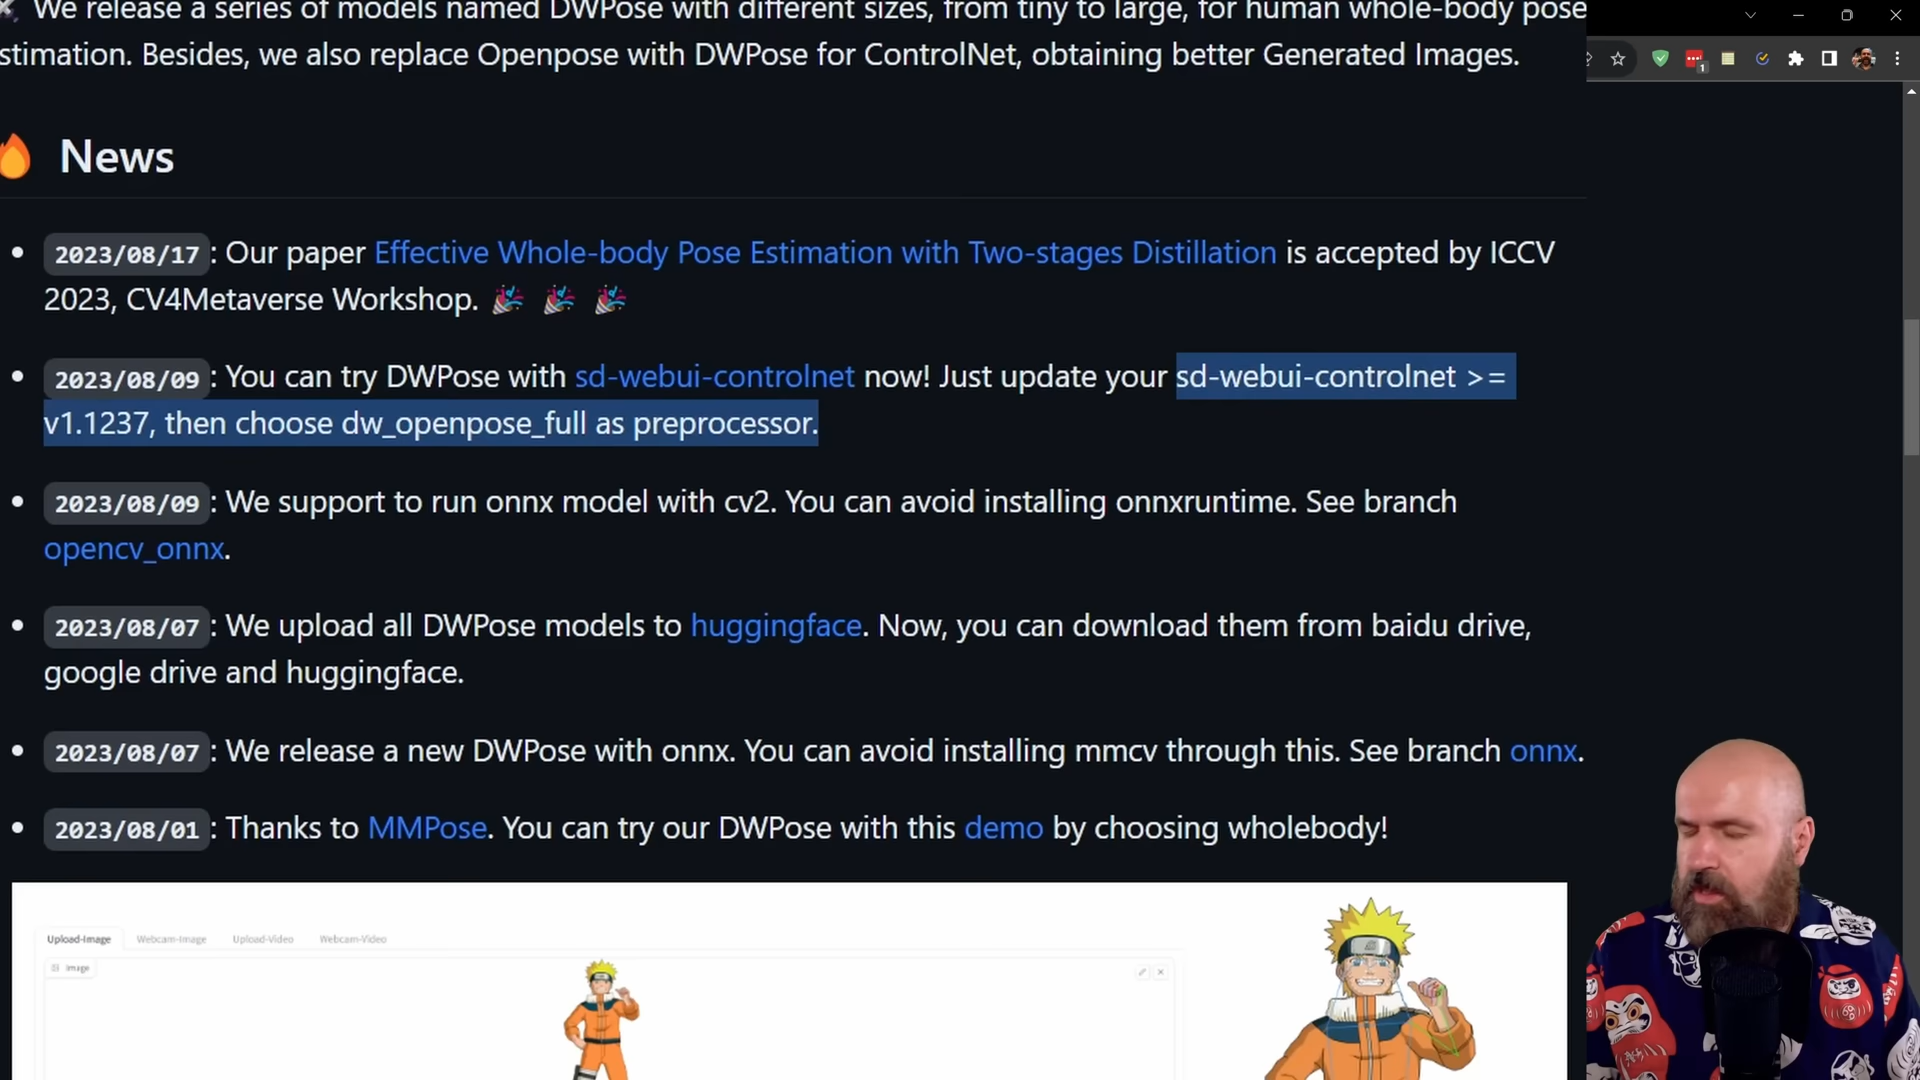 We release a series of models named DWPose with different sizes, from tiny to large, for human whole-body pose
stimation. Besides, we also replace Openpose with DWPose for ControlNet, obtaining better Generated Images.
News
2023/08/17: Our paper Effective Whole-body Pose Estimation with Two-stages Distillation is accepted by ICCV
2023, CV4Metaverse Workshop.
2023/08/09: You can try DWPose with sd-webui-controlnet now! Just update your sd-webui-controlnet >=
v1.1237, then choose dw_openpose_full as preprocessor.
2023/08/09: We support to run onnx model with cv2. You can avoid installing onnxruntime. See branch
opencv_onnx.
2023/08/07: We upload all DWPose models to huggingface. Now, you can download them from baidu drive,
google drive and huggingface.
2023/08/07: We release a new DWPose with onnx. You can avoid installing mmcv through this. See branch onnx.
2023/08/01: Thanks to MMPose. You can try our DWPose with this demo by choosing wholebody!
Upload-Image Webcam-Image Upload-Video Webcam-Video
Image
1